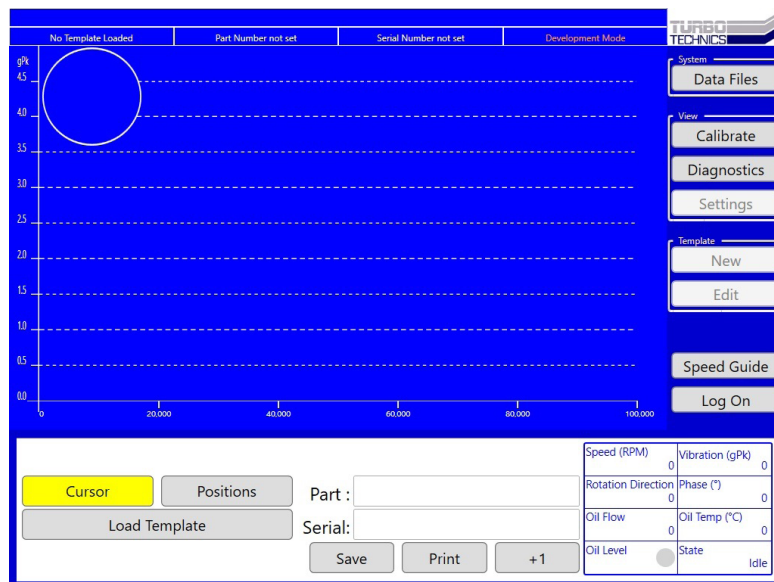 TURBO
TECHNICS
No Template Loaded
Part Number not set
Serial Number not set
Development Mode
gPk
4.5
4.0
3.5
3.0
2.5
2.0
1.5
1.0
0.5
0.0
0
20,000
40,000
60,000
80,000
100,000
System
Data Files
View
Calibrate
Diagnostics
Settings
Template
New
Edit
Speed Guide
Log On
Cursor
Positions
Load Template
Part :
Serial:
Save
Print
+1
Speed (RPM)
0
Vibration (gPk)
0
Rotation Direction
0
Phase (°)
0
Oil Flow
0
Oil Temp (°C)
0
Oil Level
State
Idle